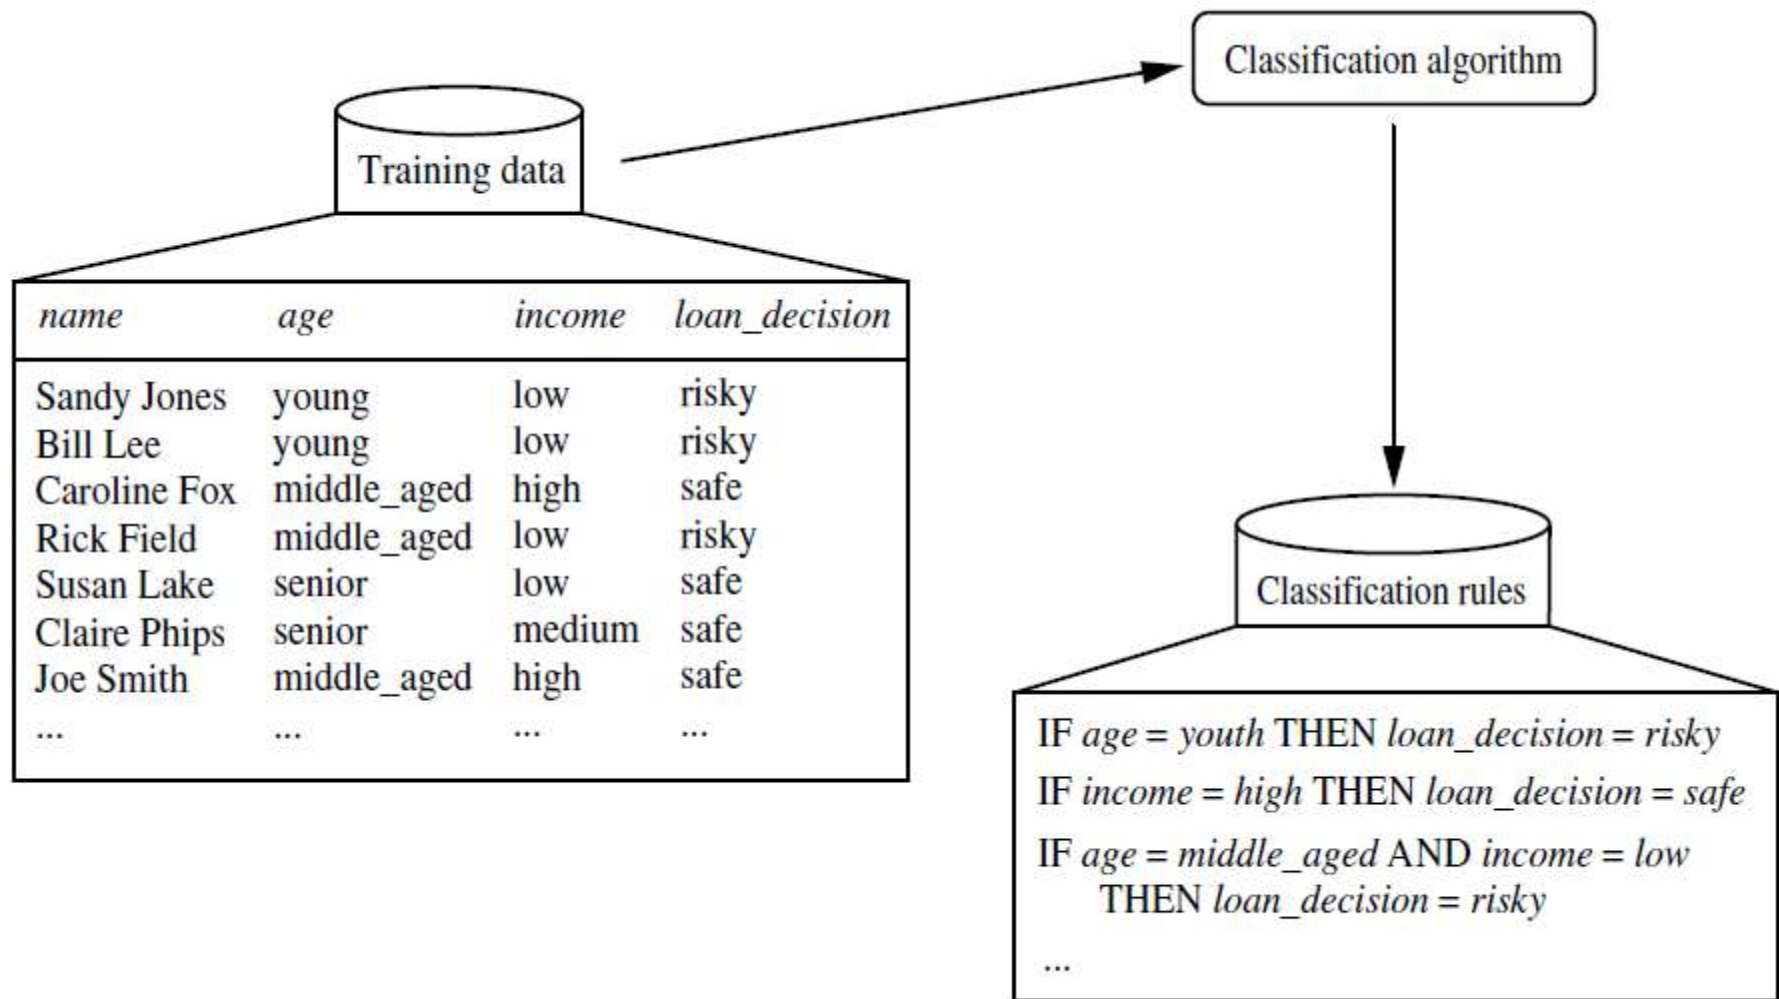 Classification algorithm
Training data
name age income loan_decision
Sandy Jones young low risky
Bill Lee young low risky
Caroline Fox middle_aged high safe
Rick Field middle_aged low risky
Susan Lake senior low safe
Claire Phips senior medium safe
Joe Smith middle_aged high safe
... ... ... ...
Classification rules
IF age = youth THEN loan_decision = risky
IF income = high THEN loan_decision = safe
IF age = middle_aged AND income = low
THEN loan_decision = risky
...